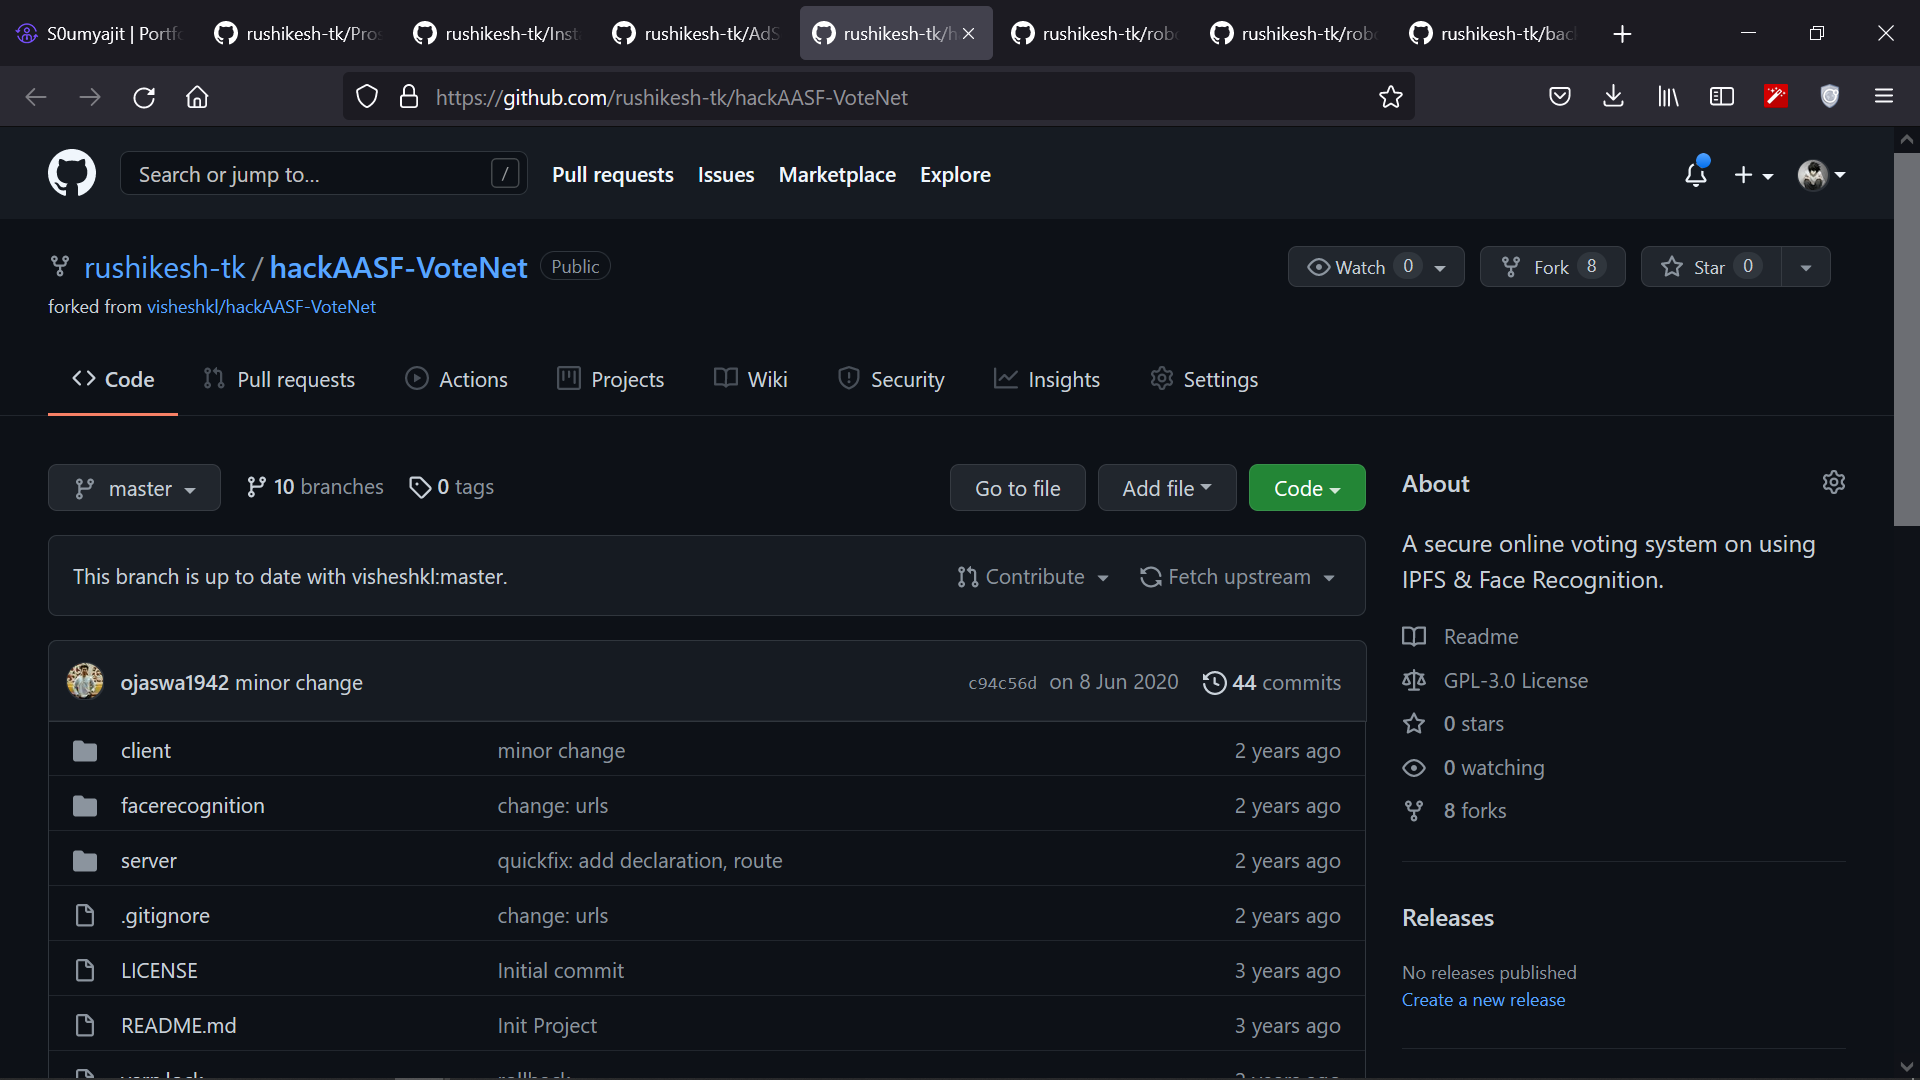 S0umyajit | Portfo
rushikesh-tk/Pros
rushikesh-tk/Insta
rushikesh-tk/AdS
rushikesh-tk/h
rushikesh-tk/robo
rushikesh-tk/robo
rushikesh-tk/bac
https://github.com/rushikesh-tk/hackAASF-VoteNet
Search or jump to...
/
Pull requests
Issues
Marketplace
Explore
rushikesh-tk / hackAASF-VoteNet Public
Watch 0
Fork 8
Star 0
forked from visheshkl/hackAASF-VoteNet
Code
Pull requests
Actions
Projects
Wiki
Security
Insights
Settings
master
10 branches
0 tags
Go to file
Add file
Code
This branch is up to date with visheshkl:master.
Contribute
Fetch upstream
ojaswa1942 minor change
c94c56d on 8 Jun 2020
44 commits
client minor change 2 years ago
facerecognition change: urls 2 years ago
server quickfix: add declaration, route 2 years ago
.gitignore change: urls 2 years ago
LICENSE Initial commit 3 years ago
README.md Init Project 3 years ago
About
A secure online voting system on using
IPFS & Face Recognition.
Readme
GPL-3.0 License
0 stars
0 watching
8 forks
Releases
No releases published
Create a new release